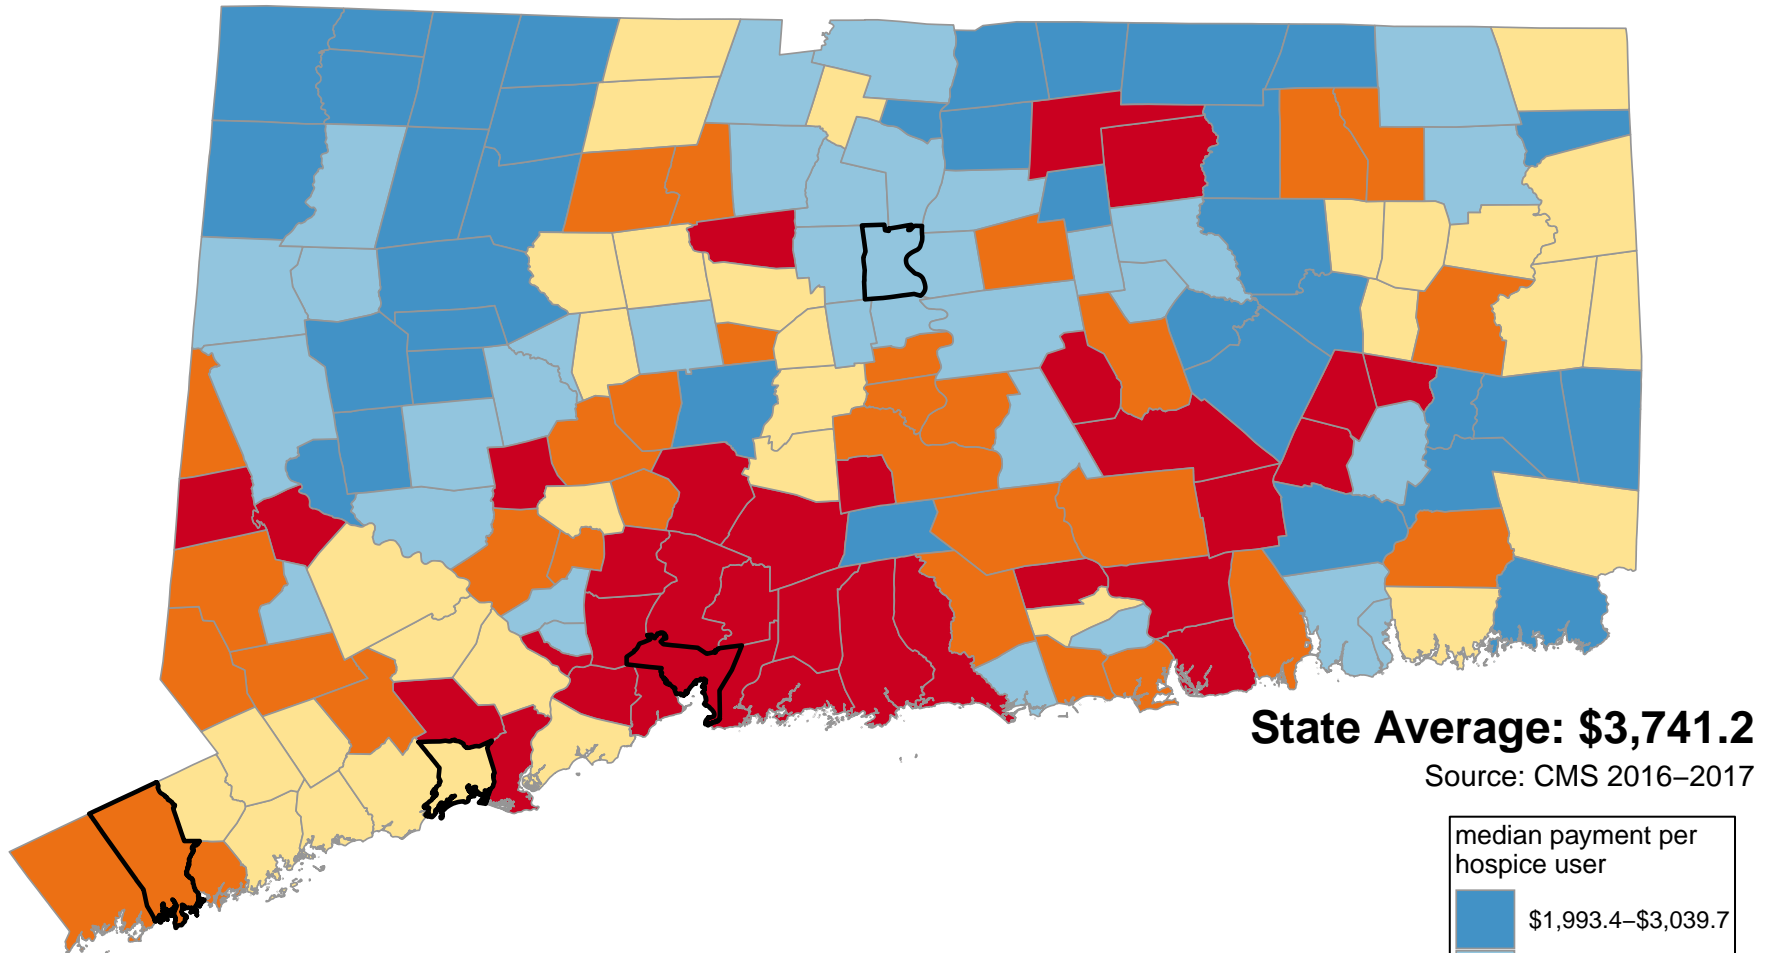 State Average: $3,741.2
Source: CMS 2016–2017
median payment per
hospice user
$1,993.4–$3,039.7